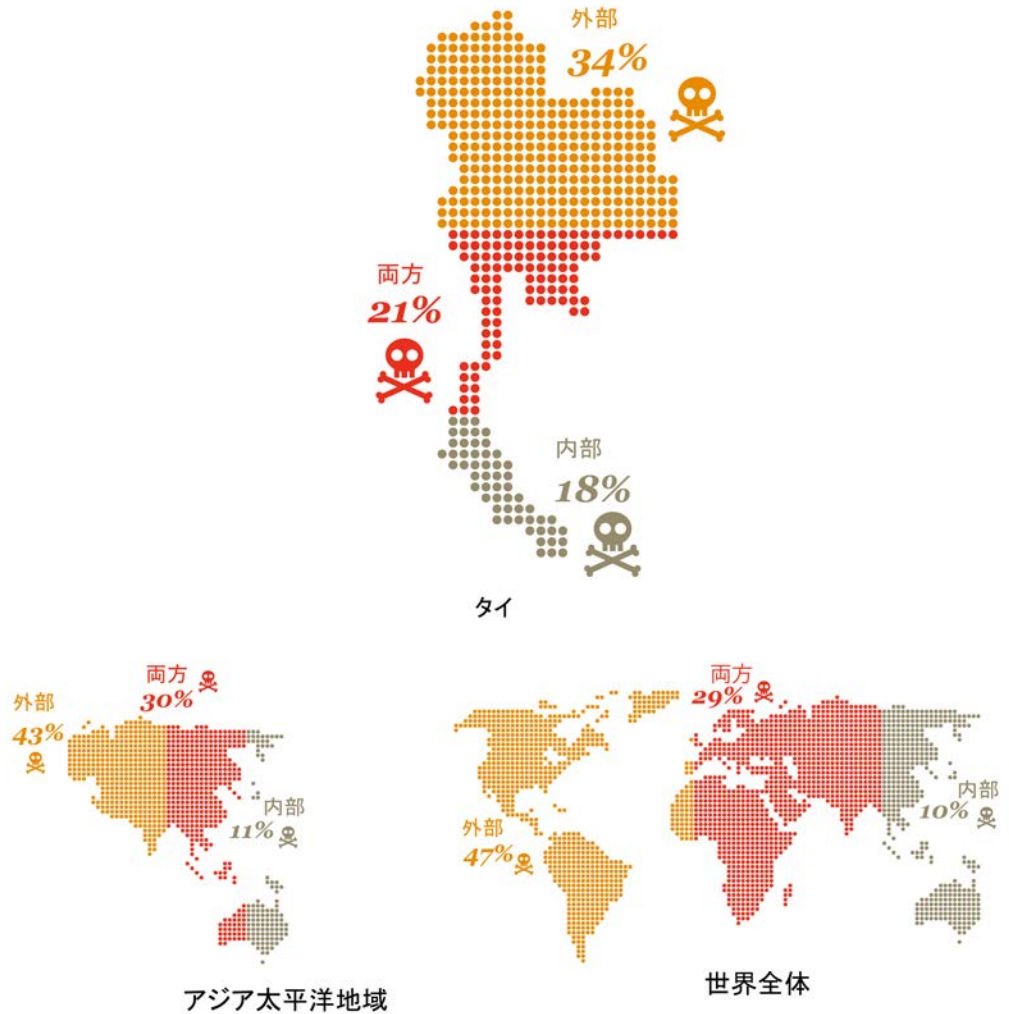 外部
34%
両方
21%
内部
18%
タイ
両方
30%
外部
43%
内部
11%
アジア太平洋地域
両方
29%
内部
10%
外部
47%
世界全体